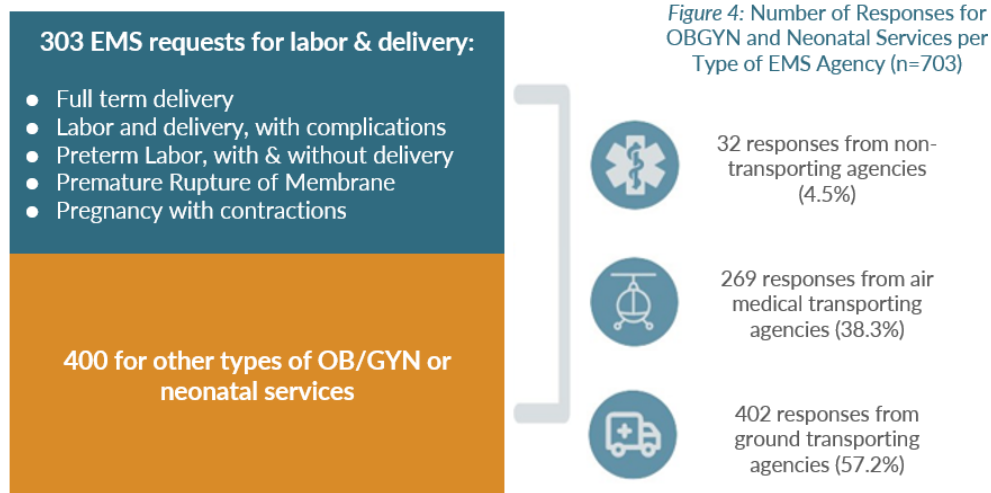 303 EMS requests for labor & delivery:
● Full term delivery
● Labor and delivery, with complications
● Preterm Labor, with & without delivery
● Premature Rupture of Membrane
● Pregnancy with contractions
400 for other types of OB/GYN or
neonatal services
Figure 4: Number of Responses for
OBGYN and Neonatal Services per
Type of EMS Agency (n=703)
32 responses from non-
transporting agencies
(4.5%)
269 responses from air
medical transporting
agencies (38.3%)
402 responses from
ground transporting
agencies (57.2%)